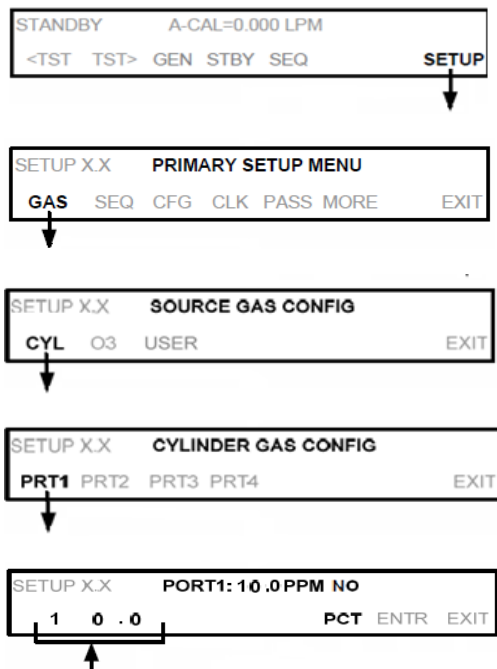 STANDBY A-CAL=0.000 LPM
<TST TST> GEN STBY SEQ SETUP
SETUP X.X PRIMARY SETUP MENU
GAS SEQ CFG CLK PASS MORE EXIT
SETUP X.X SOURCE GAS CONFIG
CYL O3 USER EXIT
SETUP X.X CYLINDER GAS CONFIG
PRT1 PRT2 PRT3 PRT4 EXIT
SETUP X.X PORT1: 10.0 PPM NO
1 0 .0 PCT ENTR EXIT